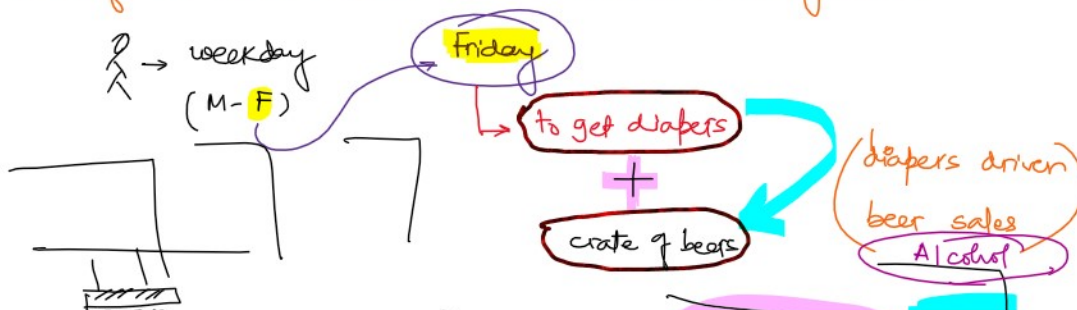 → weekday
(M-F)
Friday
to get diapers
+
crate of beers
(diapers driven
beer sales)
Alcohol